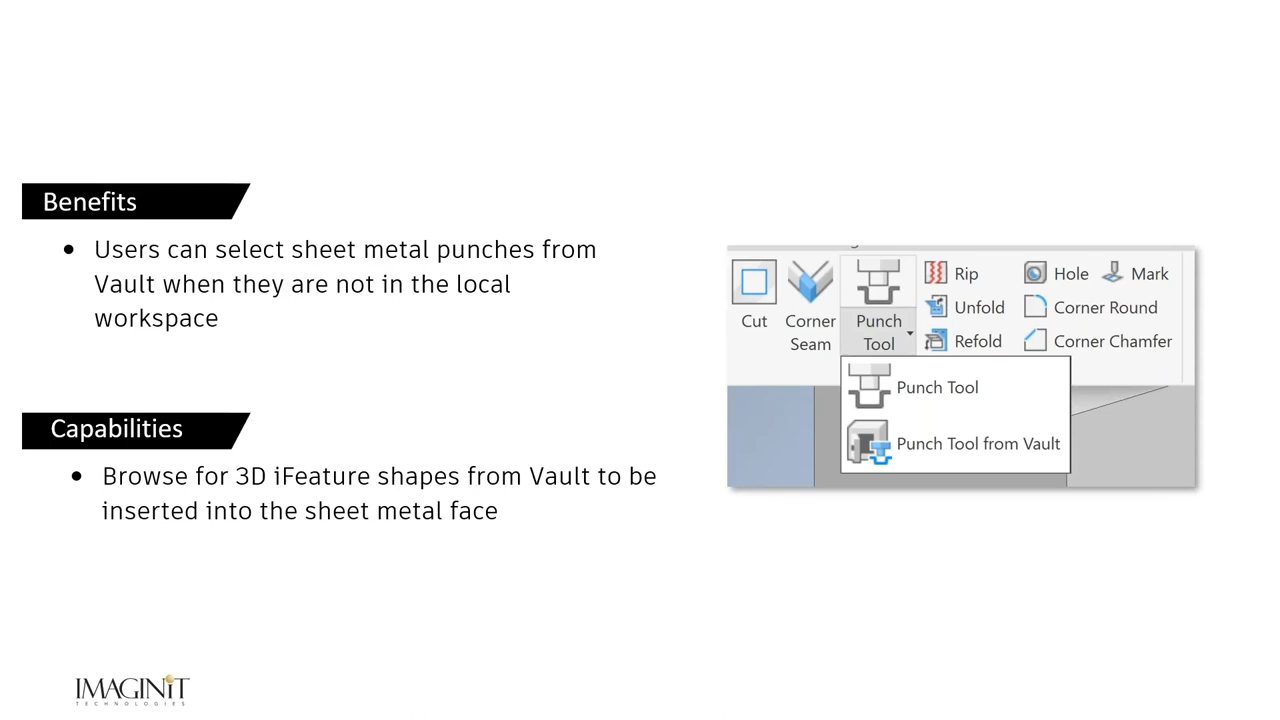 Benefits
• Users can select sheet metal punches from
Vault when they are not in the local
workspace
Capabilities
• Browse for 3D iFeature shapes from Vault to be
inserted into the sheet metal face
Cut
Corner
Seam
Punch
Tool
Rip
Unfold
Refold
Hole
Mark
Corner Round
Corner Chamfer
Punch Tool
Punch Tool from Vault
IMAGINiT
TECHNOLOGIES